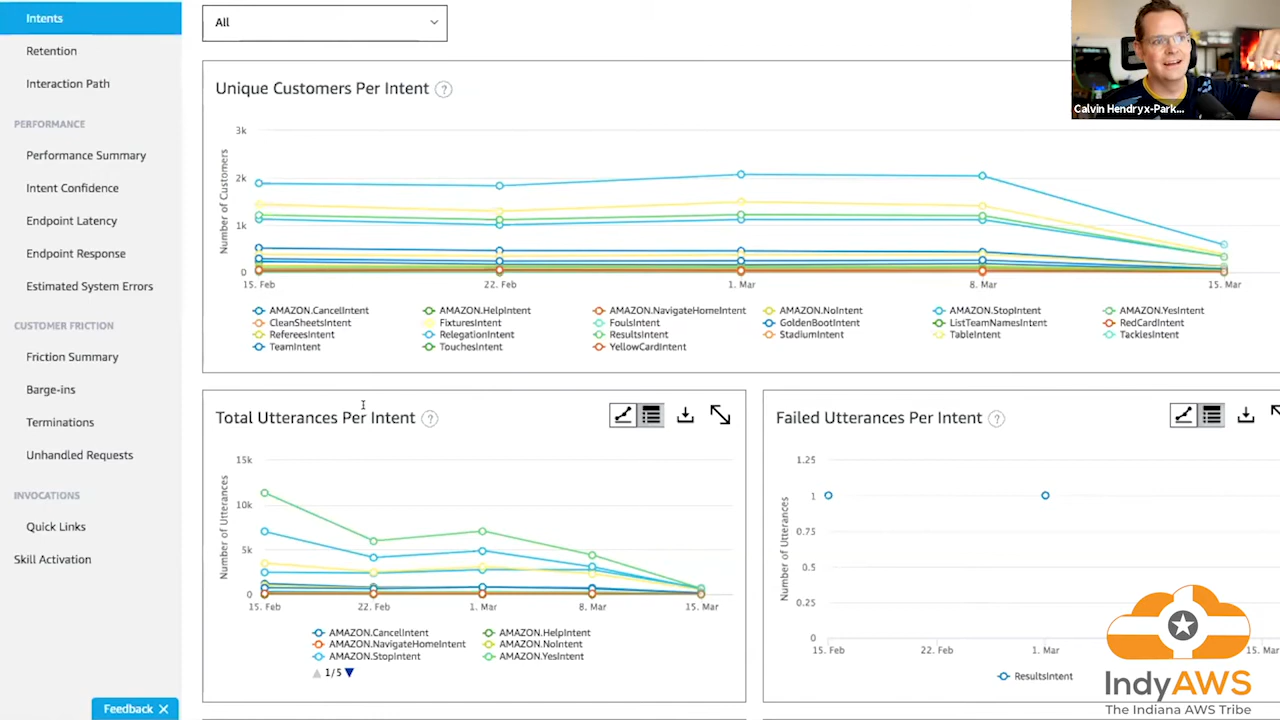 Intents
Retention
Interaction Path
PERFORMANCE
Performance Summary
Intent Confidence
Endpoint Latency
Endpoint Response
Estimated System Errors
CUSTOMER FRICTION
Friction Summary
Barge-ins
Terminations
Unhandled Requests
INVOCATIONS
Quick Links
Skill Activation
Feedback X
All
Unique Customers Per Intent ?
Number of Customers
3k
2k
1k
0
15. Feb 22. Feb 1. Mar 8. Mar 15. Mar
AMAZON.CancelIntent AMAZON.HelpIntent AMAZON.NavigateHomeIntent AMAZON.NoIntent AMAZON.StopIntent AMAZON.YesIntent
CleanSheetsIntent FixturesIntent FoulsIntent GoldenBootIntent ListTeamNamesIntent RedCardIntent
RefereesIntent RelegationIntent ResultsIntent StadiumIntent TableIntent TacklesIntent
TeamIntent TouchesIntent YellowCardIntent
Calvin Hendryx-Park...
Total Utterances Per Intent ?
Number of Utterances
15k
10k
5k
0
15. Feb 22. Feb 1. Mar 8. Mar 15. Mar
AMAZON.CancelIntent AMAZON.HelpIntent
AMAZON.NavigateHomeIntent AMAZON.NoIntent
AMAZON.StopIntent AMAZON.YesIntent
1/5
Failed Utterances Per Intent ?
Number of Utterances
1.25
1
0.75
0.5
0.25
0
15. Feb 22. Feb 1. Mar 15. Mar
ResultsIntent
IndyAWS
The Indiana AWS Tribe